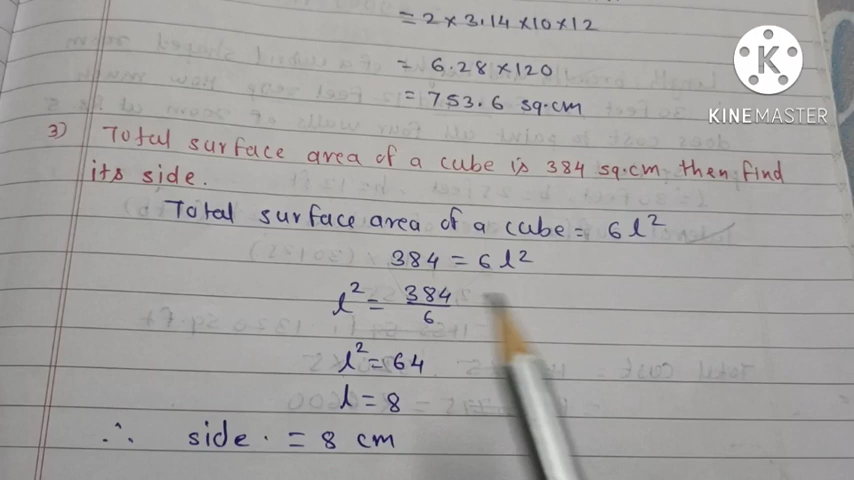 = 2 × 3.14 × 10 × 12
= 6.28 × 120
= 753.6 sq.cm
K
KINEMASTER
3) Total surface area of a cube is 384 sq.cm then find
its side.
Total surface area of a cube = 6l²
384 = 6l²
l² = 384/6
l² = 64
l = 8
∴ side. = 8 cm